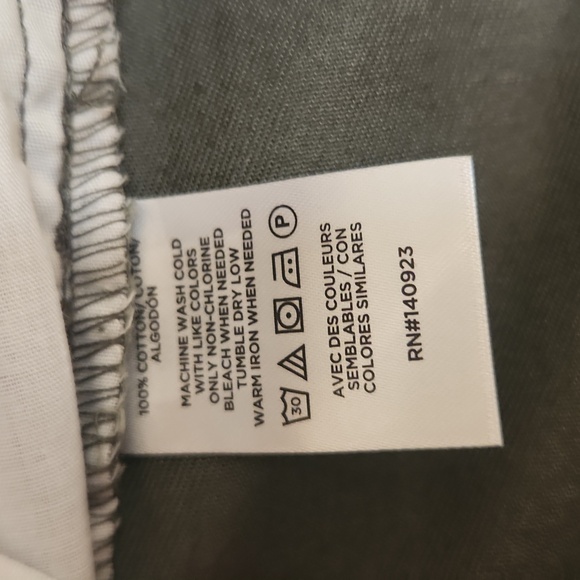 100% COTTON/COTON/
ALGODÓN
MACHINE WASH COLD
WITH LIKE COLORS
ONLY NON-CHLORINE
BLEACH WHEN NEEDED
TUMBLE DRY LOW
WARM IRON WHEN NEEDED
30 P
AVEC DES COULEURS
SEMBLABLES / CON
COLORES SIMILARES
RN#140923